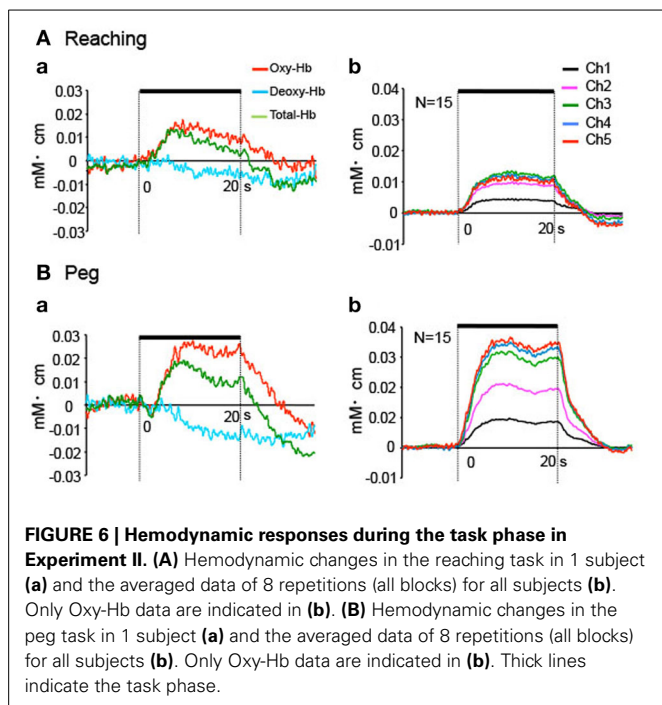 A Reaching
a
Oxy-Hb
Deoxy-Hb
Total-Hb
0.03
0.02
0.01
0
-0.01
-0.02
-0.03
mM· cm
0
20 s
b
N=15
Ch1
Ch2
Ch3
Ch4
Ch5
0.04
0.03
0.02
0.01
0
-0.01
mM· cm
0
20 s
B Peg
a
0.03
0.02
0.01
0
-0.01
-0.02
-0.03
mM· cm
0
20 s
b
N=15
0.04
0.03
0.02
0.02
0
-0.01
mM· cm
0
20 s
FIGURE 6 | Hemodynamic responses during the task phase in
Experiment II. (A) Hemodynamic changes in the reaching task in 1 subject
(a) and the averaged data of 8 repetitions (all blocks) for all subjects (b).
Only Oxy-Hb data are indicated in (b). (B) Hemodynamic changes in the
peg task in 1 subject (a) and the averaged data of 8 repetitions (all blocks)
for all subjects (b). Only Oxy-Hb data are indicated in (b). Thick lines
indicate the task phase.